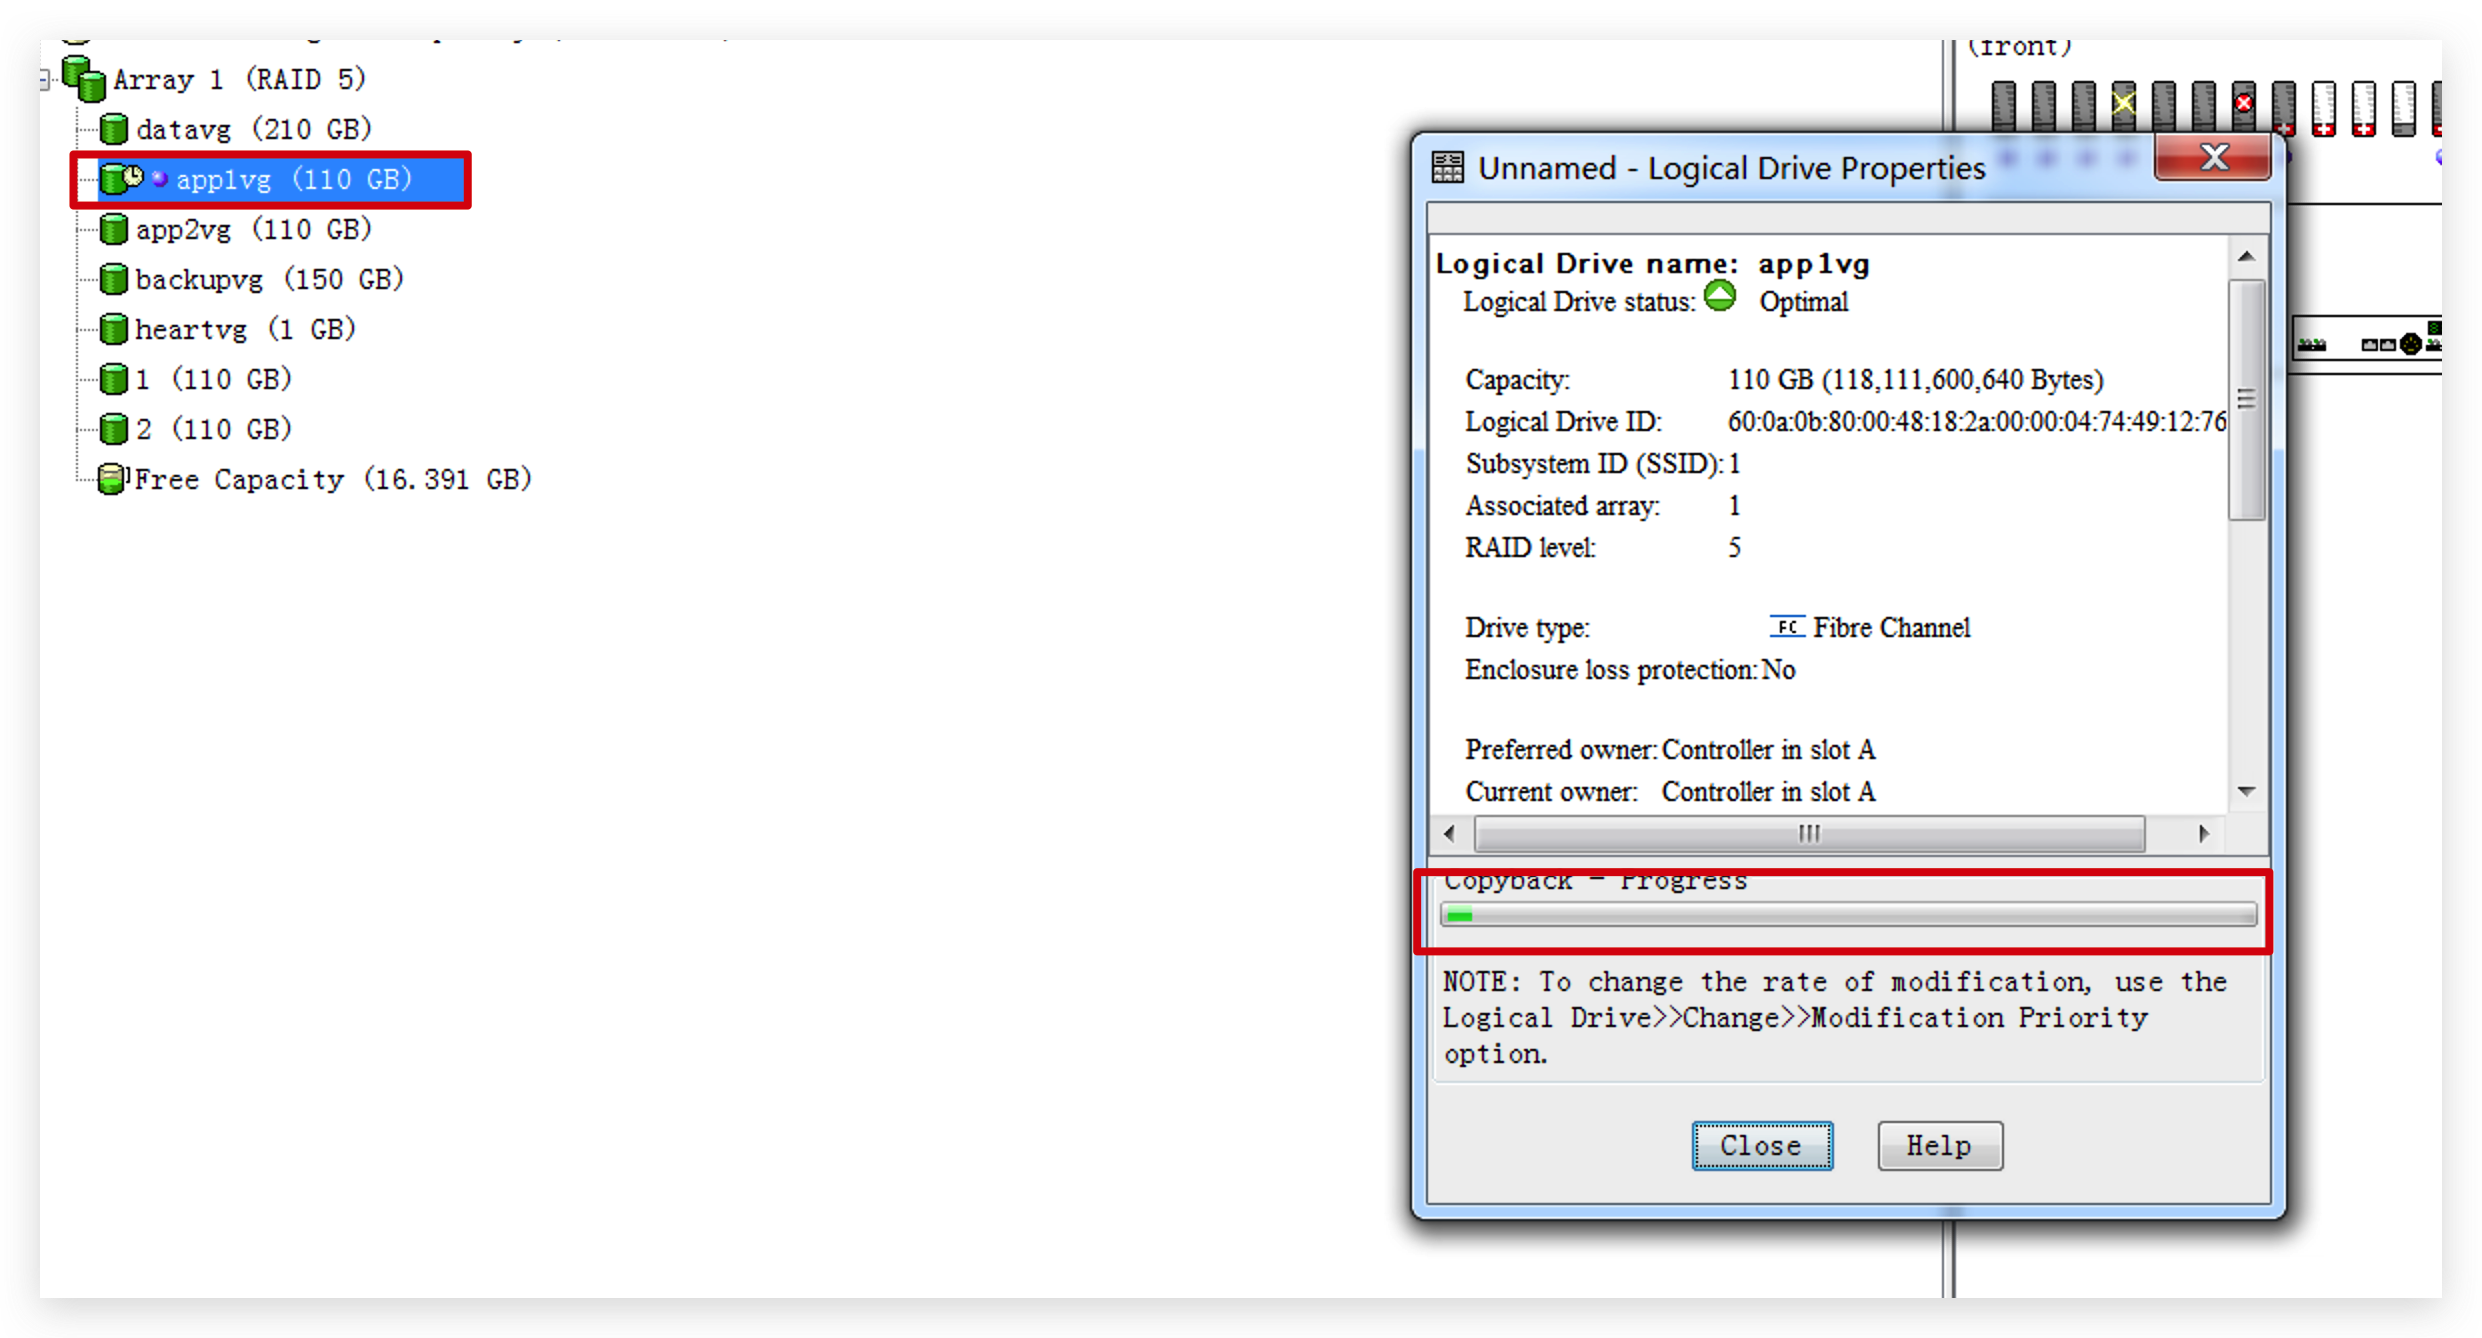 Array 1 (RAID 5)
datavg (210 GB)
app1vg (110 GB)
app2vg (110 GB)
backupvg (150 GB)
heartvg (1 GB)
1 (110 GB)
2 (110 GB)
Free Capacity (16.391 GB)
(front)
Unnamed - Logical Drive Properties
Logical Drive name: app1vg
Logical Drive status: Optimal
Capacity: 110 GB (118,111,600,640 Bytes)
Logical Drive ID: 60:0a:0b:80:00:48:18:2a:00:00:04:74:49:12:76
Subsystem ID (SSID): 1
Associated array: 1
RAID level: 5
Drive type: FC Fibre Channel
Enclosure loss protection: No
Preferred owner: Controller in slot A
Current owner: Controller in slot A
Copyback - Progress
NOTE: To change the rate of modification, use the
Logical Drive>>Change>>Modification Priority
option.
Close Help